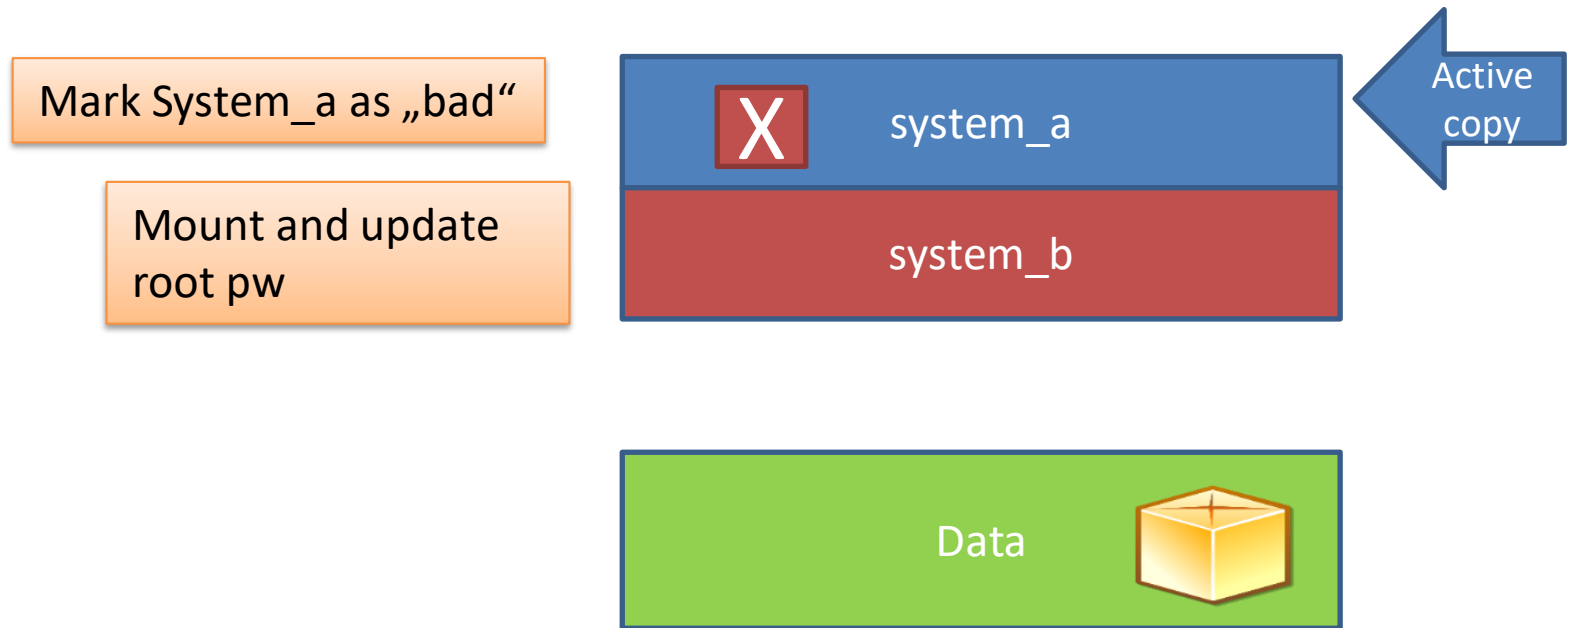 Mark System_a as „bad“
X
system_a
Active
copy
Mount and update
root pw
system_b
Data